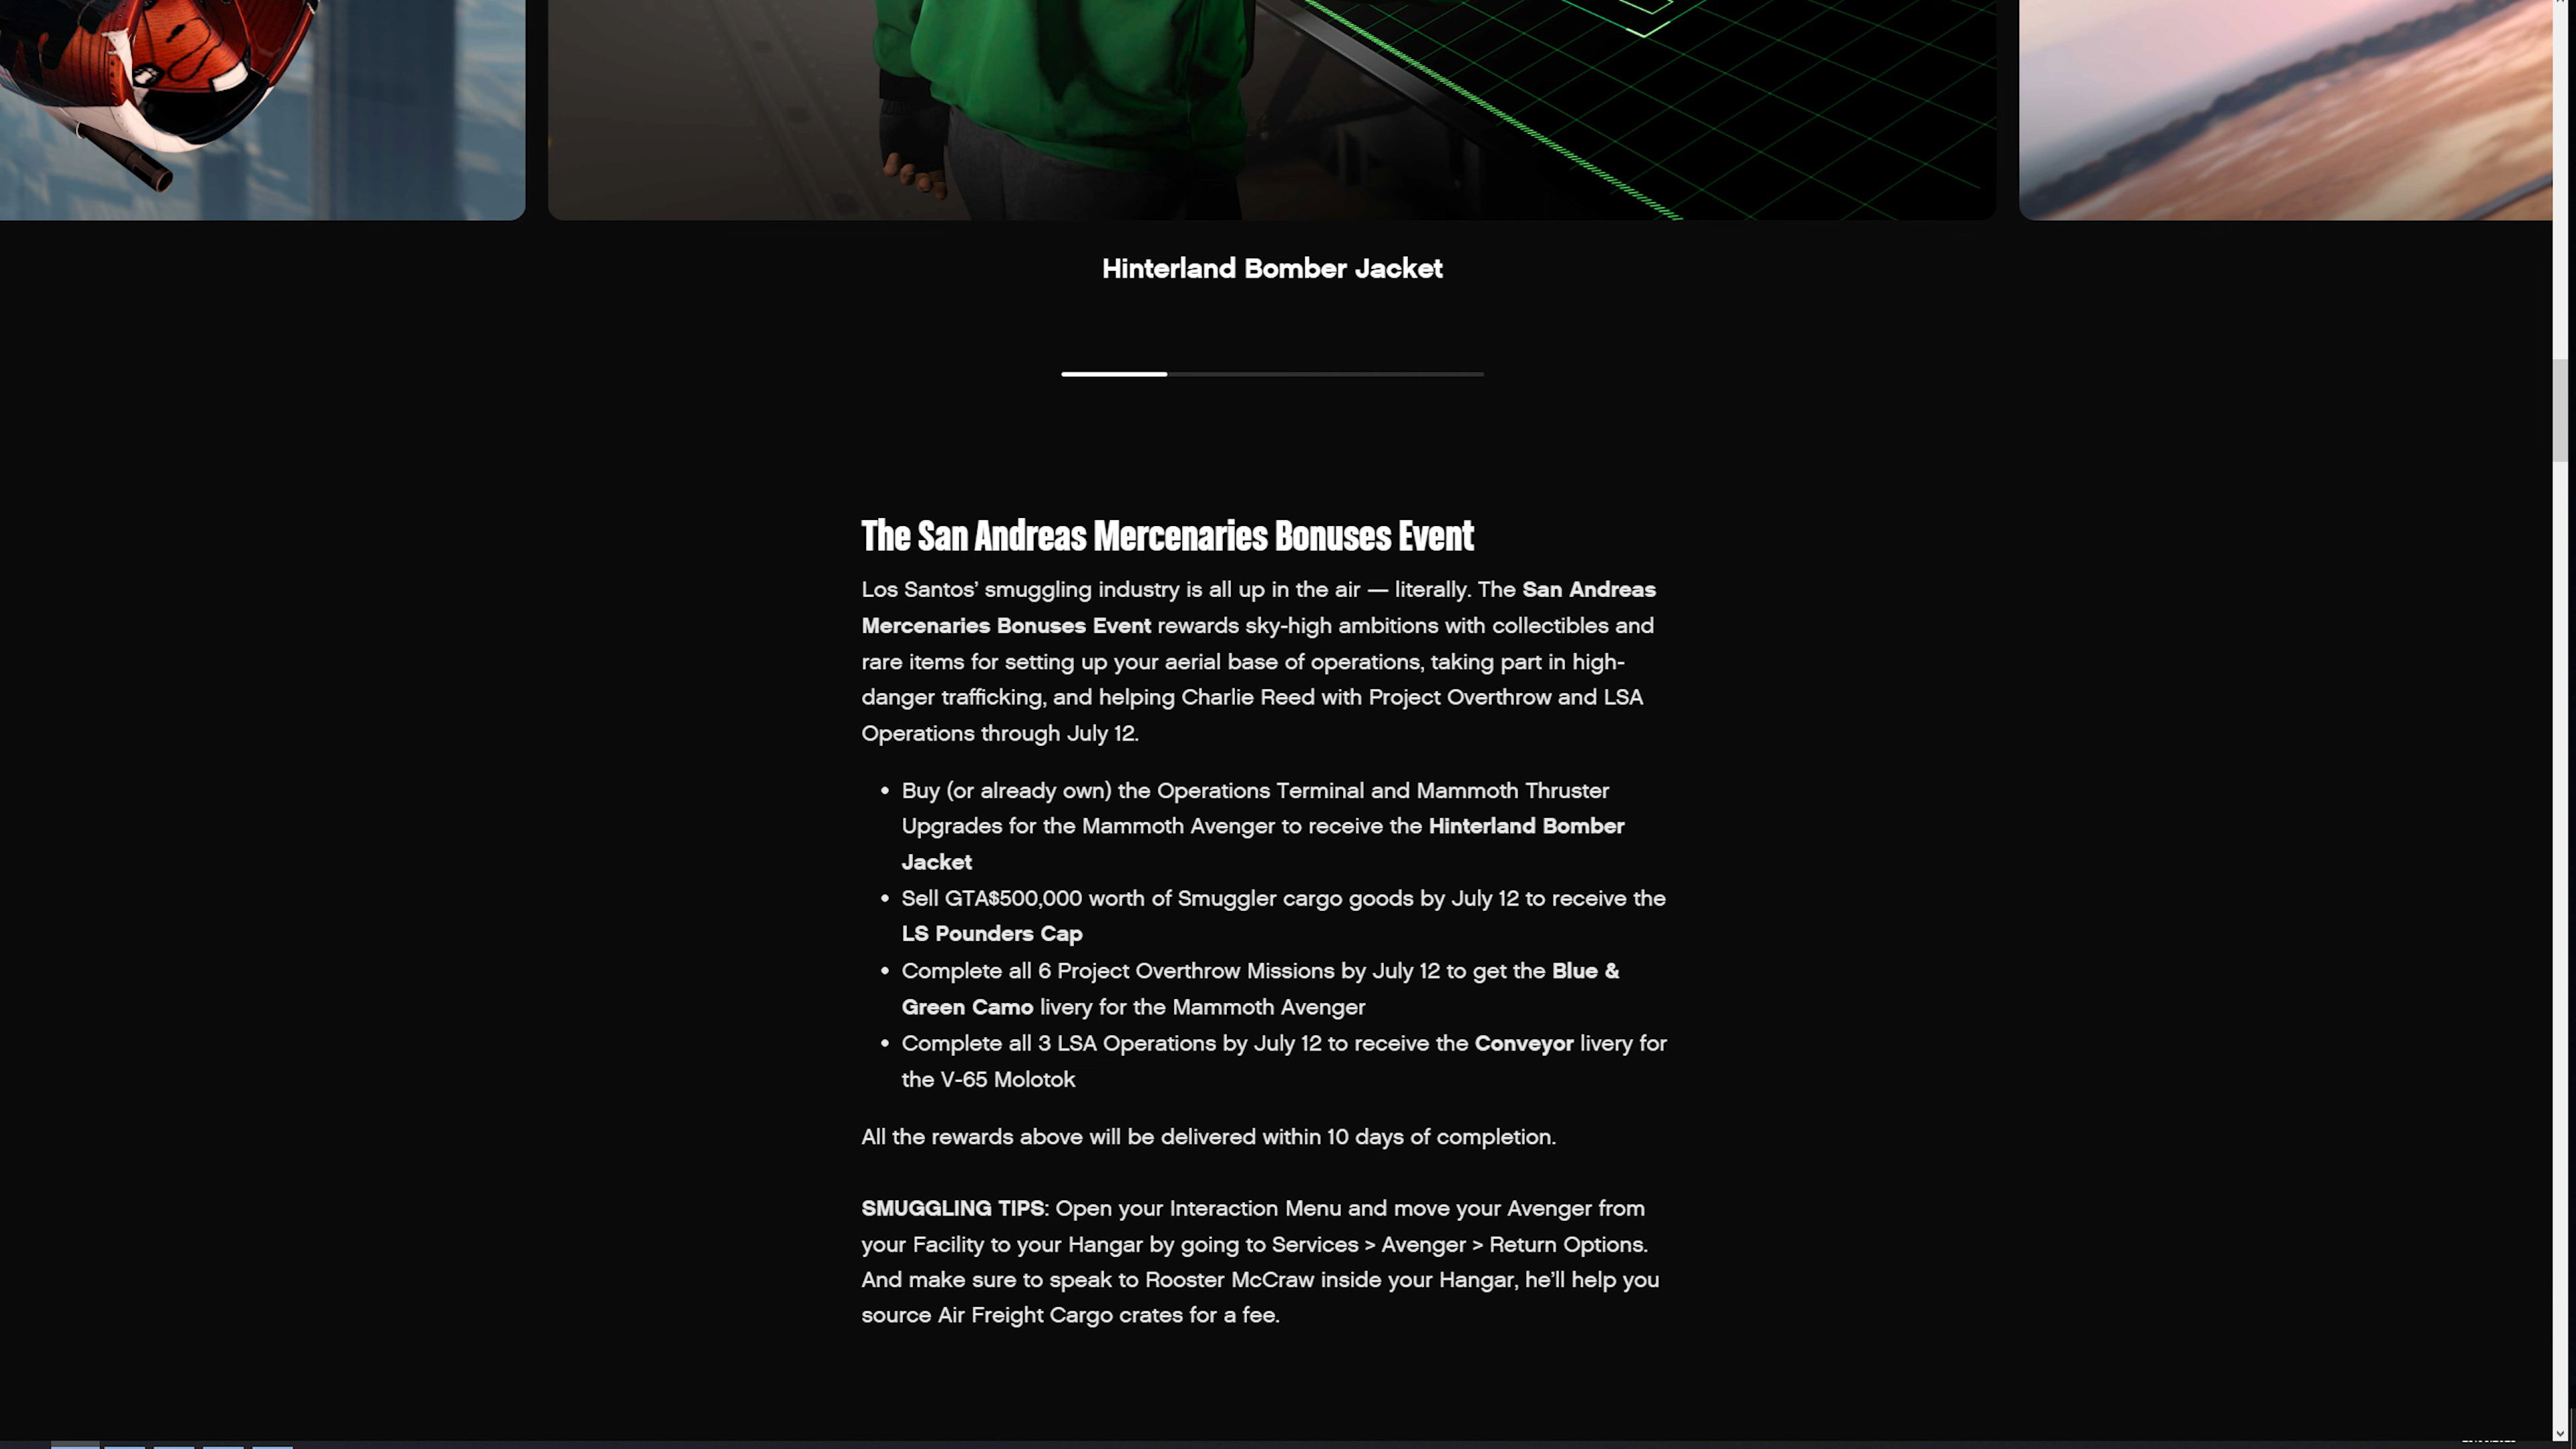 Hinterland Bomber Jacket
The San Andreas Mercenaries Bonuses Event
Los Santos’ smuggling industry is all up in the air — literally. The San Andreas
Mercenaries Bonuses Event rewards sky-high ambitions with collectibles and
rare items for setting up your aerial base of operations, taking part in high-
danger trafficking, and helping Charlie Reed with Project Overthrow and LSA
Operations through July 12.
• Buy (or already own) the Operations Terminal and Mammoth Thruster
Upgrades for the Mammoth Avenger to receive the Hinterland Bomber
Jacket
• Sell GTA$500,000 worth of Smuggler cargo goods by July 12 to receive the
LS Pounders Cap
• Complete all 6 Project Overthrow Missions by July 12 to get the Blue &
Green Camo livery for the Mammoth Avenger
• Complete all 3 LSA Operations by July 12 to receive the Conveyor livery for
the V-65 Molotok
All the rewards above will be delivered within 10 days of completion.
SMUGGLING TIPS: Open your Interaction Menu and move your Avenger from
your Facility to your Hangar by going to Services > Avenger > Return Options.
And make sure to speak to Rooster McCraw inside your Hangar, he’ll help you
source Air Freight Cargo crates for a fee.